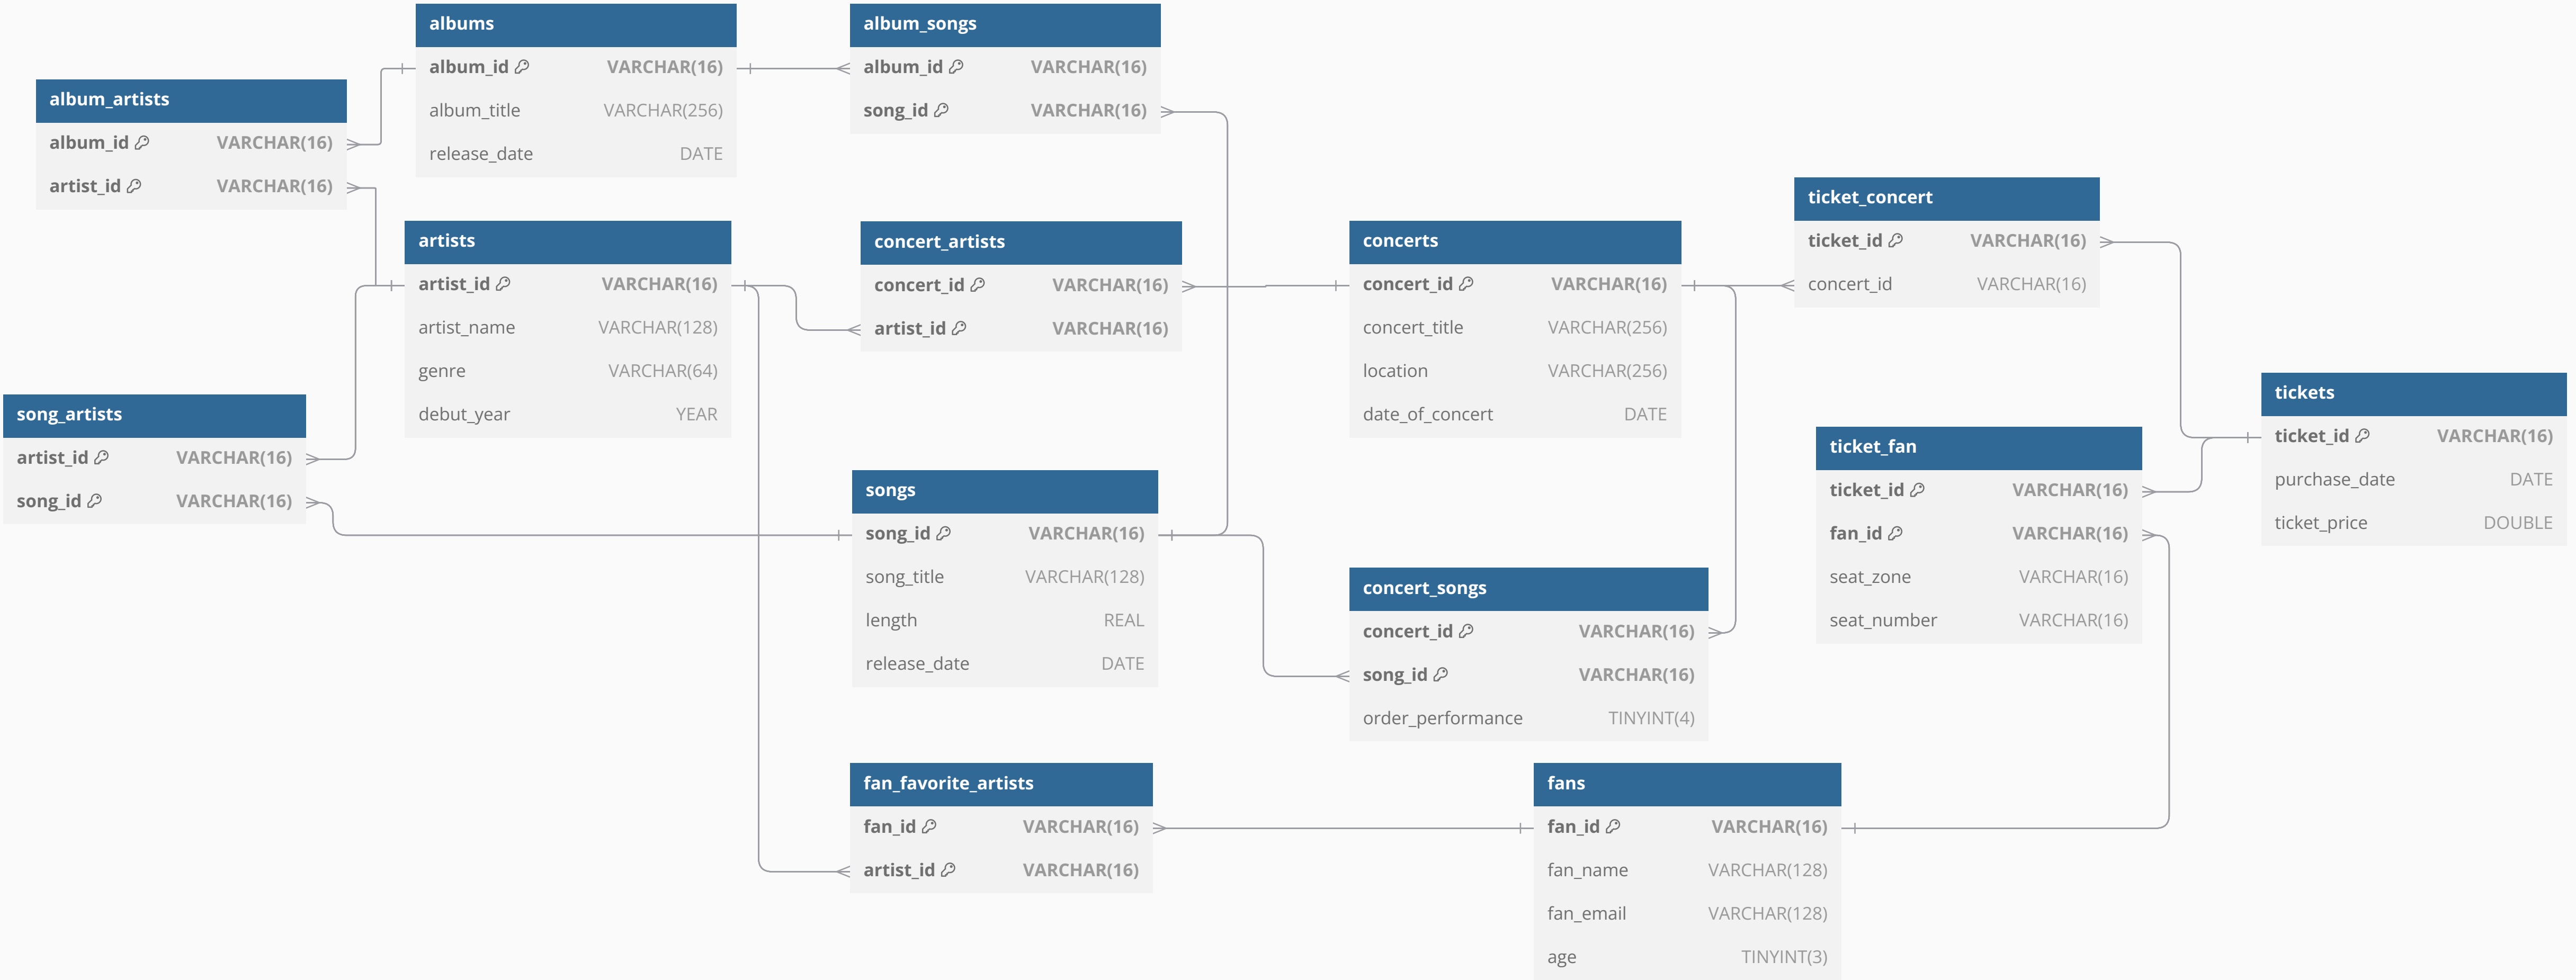 albums
album_id VARCHAR(16)
album_title VARCHAR(256)
release_date DATE
album_songs
album_id VARCHAR(16)
song_id VARCHAR(16)
album_artists
album_id VARCHAR(16)
artist_id VARCHAR(16)
artists
artist_id VARCHAR(16)
artist_name VARCHAR(128)
genre VARCHAR(64)
debut_year YEAR
concert_artists
concert_id VARCHAR(16)
artist_id VARCHAR(16)
concerts
concert_id VARCHAR(16)
concert_title VARCHAR(256)
location VARCHAR(256)
date_of_concert DATE
ticket_concert
ticket_id VARCHAR(16)
concert_id VARCHAR(16)
song_artists
artist_id VARCHAR(16)
song_id VARCHAR(16)
songs
song_id VARCHAR(16)
song_title VARCHAR(128)
length REAL
release_date DATE
ticket_fan
ticket_id VARCHAR(16)
fan_id VARCHAR(16)
seat_zone VARCHAR(16)
seat_number VARCHAR(16)
tickets
ticket_id VARCHAR(16)
purchase_date DATE
ticket_price DOUBLE
concert_songs
concert_id VARCHAR(16)
song_id VARCHAR(16)
order_performance TINYINT(4)
fan_favorite_artists
fan_id VARCHAR(16)
artist_id VARCHAR(16)
fans
fan_id VARCHAR(16)
fan_name VARCHAR(128)
fan_email VARCHAR(128)
age TINYINT(3)